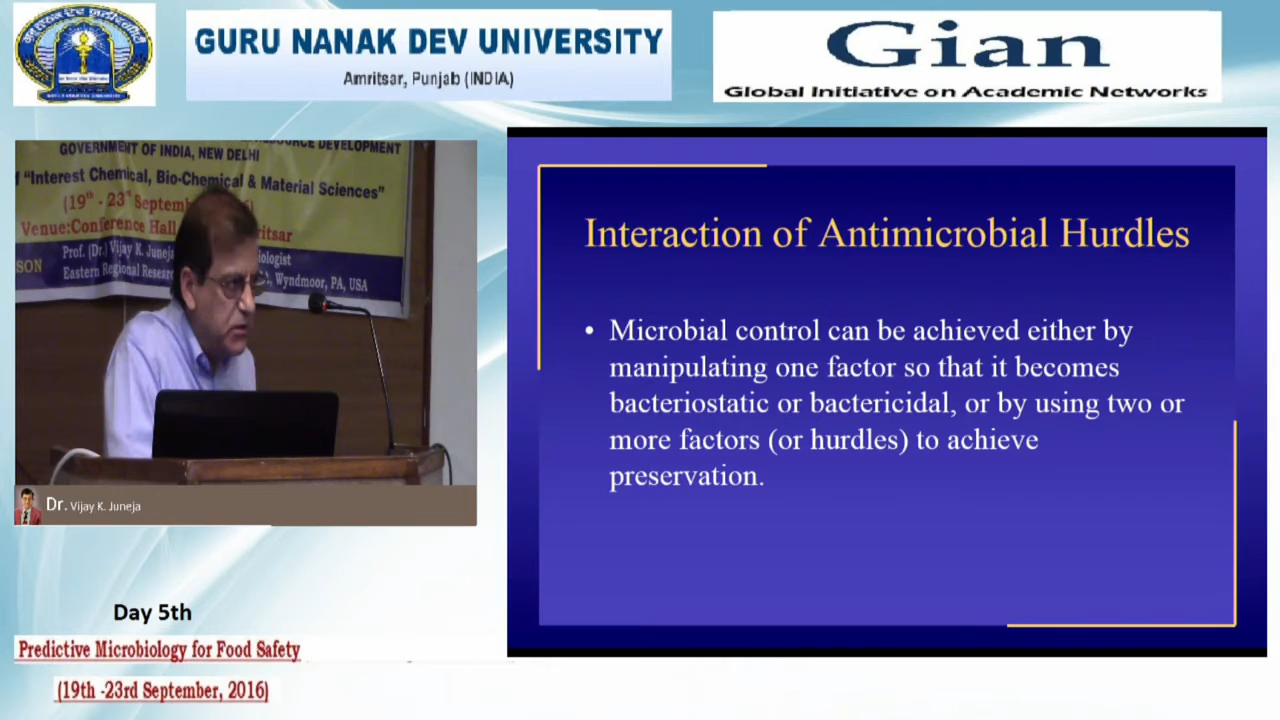 GURU NANAK DEV UNIVERSITY
Amritsar, Punjab (INDIA)
Gian
Global Initiative on Academic Networks
DEVELOPMENT
GOVERNMENT OF INDIA, NEW DELHI
"Interest Chemical, Bio-Chemical & Material Sciences"
(19th - 23rd
Venue:Conference Hall
Prof. (Dr.) Vijay K. Juneja
Eastern Regional
Wyndmoor, PA, USA
Dr. Vijay K. Juneja
Interaction of Antimicrobial Hurdles
• Microbial control can be achieved either by
manipulating one factor so that it becomes
bacteriostatic or bactericidal, or by using two or
more factors (or hurdles) to achieve
preservation.
Day 5th
Predictive Microbiology for Food Safety
(19th -23rd September, 2016)